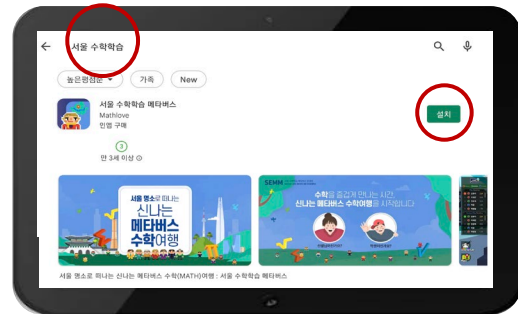 서울 수학학습
높은평점순
가족
New
서울 수학학습 메타버스
Mathlove
인앱 구매
설치
3
만 3세 이상
서울 명소로 떠나는
신나는
메타버스
수학여행
SEMM
수학을 즐겁게 만나는 시간,
신나는 메타버스 수학여행을 시작합니다
서울 명소로 떠나는 신나는 메타버스 수학(MATH)여행 : 서울 수학학습 메타버스